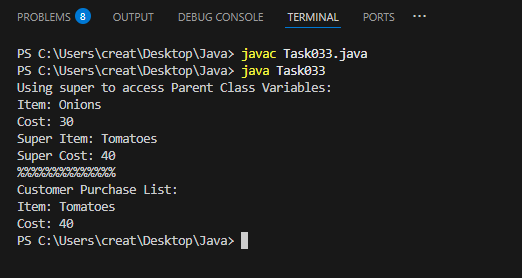 PROBLEMS 8 OUTPUT DEBUG CONSOLE TERMINAL PORTS ...
PS C:\Users\creat\Desktop\Java> javac Task033.java
PS C:\Users\creat\Desktop\Java> java Task033
Using super to access Parent Class Variables:
Item: Onions
Cost: 30
Super Item: Tomatoes
Super Cost: 40
%%%%%%%%%%%%%%
Customer Purchase List:
Item: Tomatoes
Cost: 40
PS C:\Users\creat\Desktop\Java>